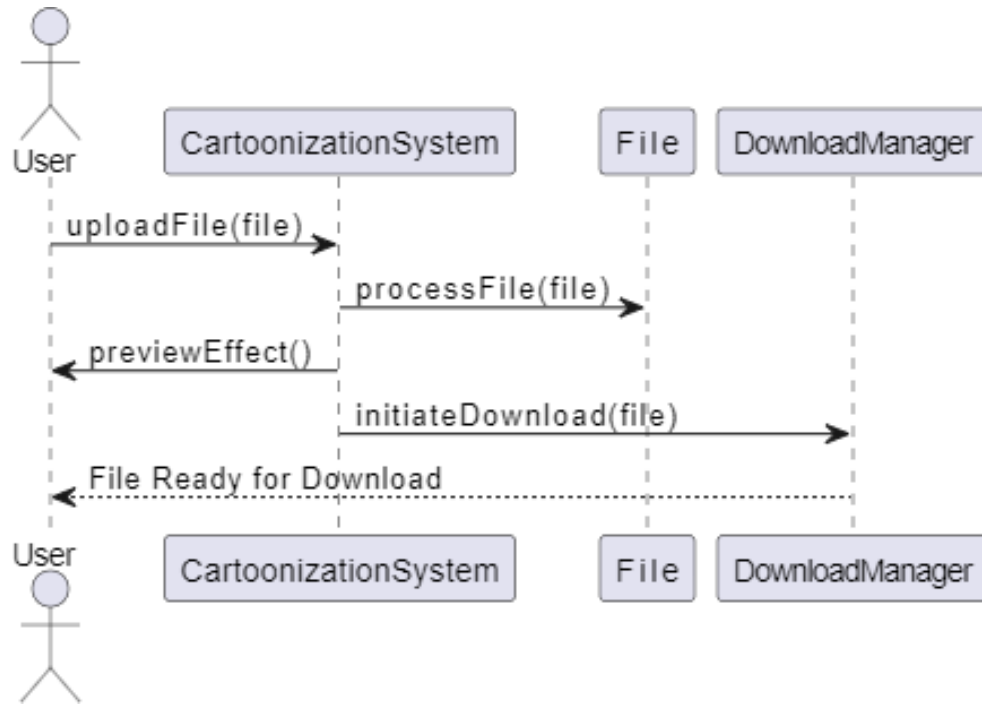 User
CartoonizationSystem
File
DownloadManager
uploadFile(file)
processFile(file)
previewEffect()
initiateDownload(file)
File Ready for Download
User
CartoonizationSystem
File
DownloadManager